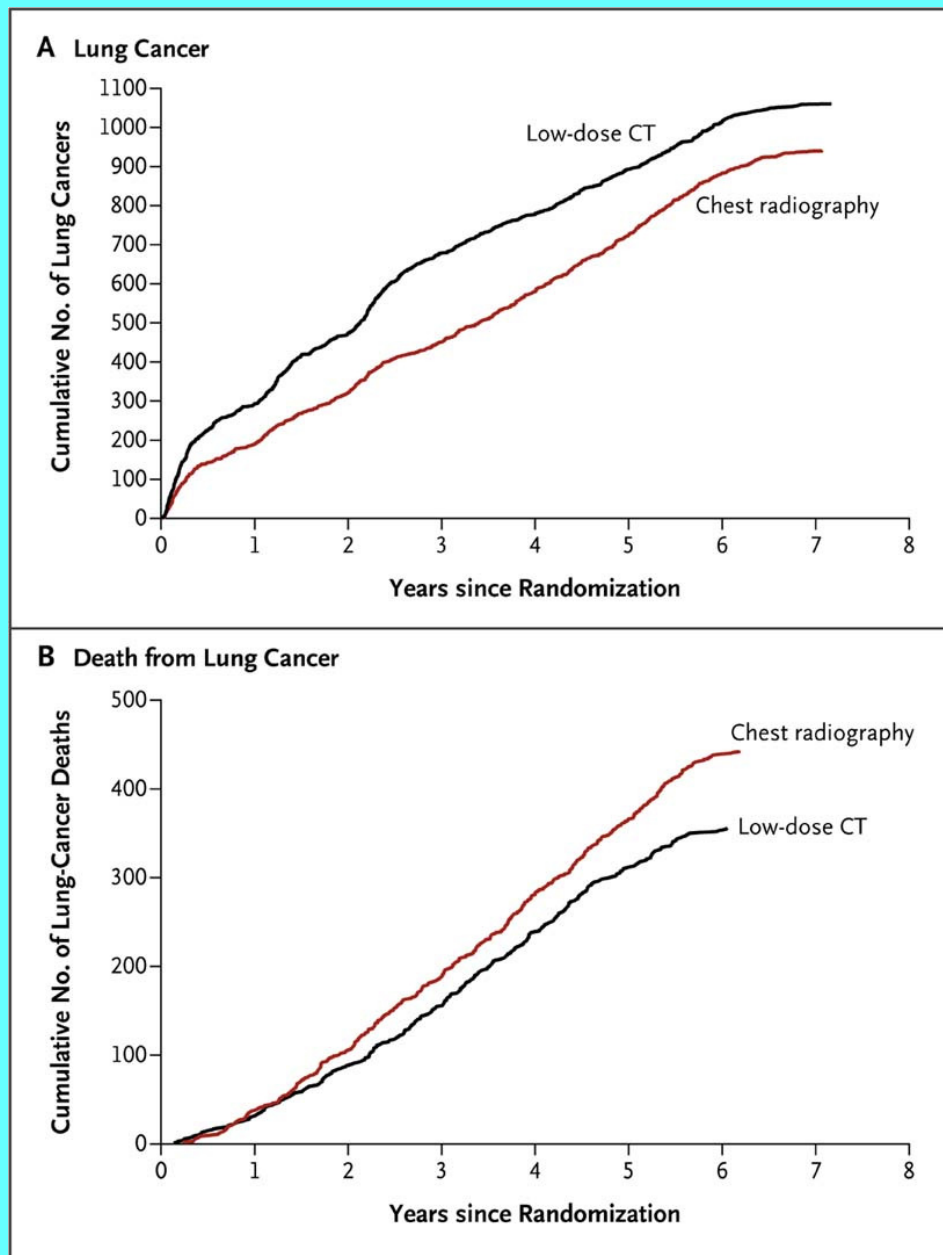 A Lung Cancer
Cumulative No. of Lung Cancers
1100
1000
900
800
700
600
500
400
300
200
100
0
Low-dose CT
Chest radiography
0 1 2 3 4 5 6 7 8
Years since Randomization
B Death from Lung Cancer
Cumulative No. of Lung-Cancer Deaths
500
400
300
200
100
0
Chest radiography
Low-dose CT
0 1 2 3 4 5 6 7 8
Years since Randomization